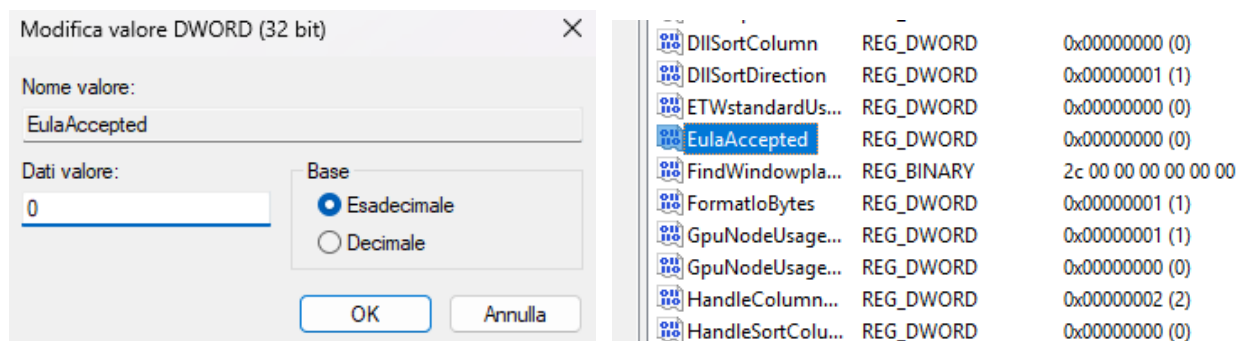 Modifica valore DWORD (32 bit)
Nome valore:
EulaAccepted
Dati valore:
0
Base
Esadecimale
Decimale
OK Annulla
DllSortColumn REG_DWORD 0x00000000 (0)
DllSortDirection REG_DWORD 0x00000001 (1)
ETWstandardUs... REG_DWORD 0x00000000 (0)
EulaAccepted REG_DWORD 0x00000000 (0)
FindWindowpla... REG_BINARY 2c 00 00 00 00 00 00
FormatIoBytes REG_DWORD 0x00000001 (1)
GpuNodeUsage... REG_DWORD 0x00000001 (1)
GpuNodeUsage... REG_DWORD 0x00000000 (0)
HandleColumn... REG_DWORD 0x00000002 (2)
HandleSortColu... REG_DWORD 0x00000000 (0)